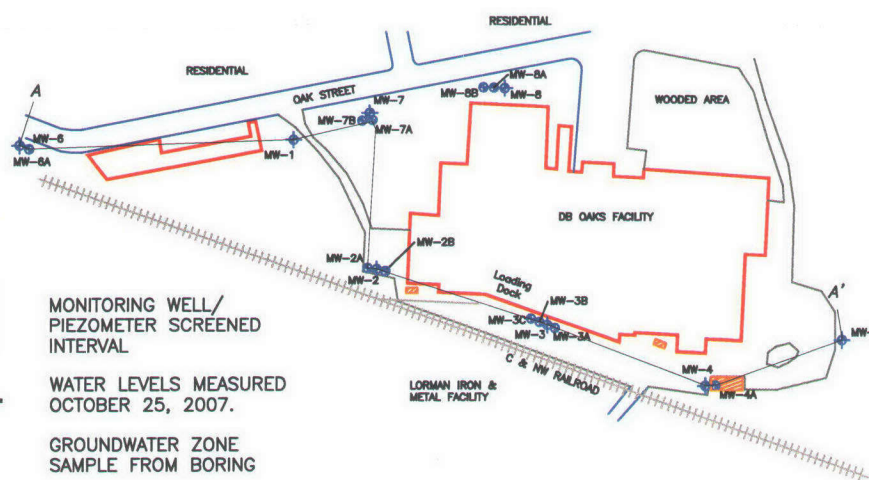 RESIDENTIAL
RESIDENTIAL
A
OAK STREET
MW-8A
MW-8B
MW-8
WOODED AREA
MW-7
MW-7B
MW-7A
MW-6
MW-6A
MW-1
DB OAKS FACILITY
MW-2B
MW-2A
MW-2
Loading
Dock
A'
MW-3B
MW-3C
MW-3
MW-3A
MW-
C & NW RAILROAD
MW-4
MW-4A
LORMAN IRON &
METAL FACILITY
MONITORING WELL/
PIEZOMETER SCREENED
INTERVAL
WATER LEVELS MEASURED
OCTOBER 25, 2007.
GROUNDWATER ZONE
SAMPLE FROM BORING